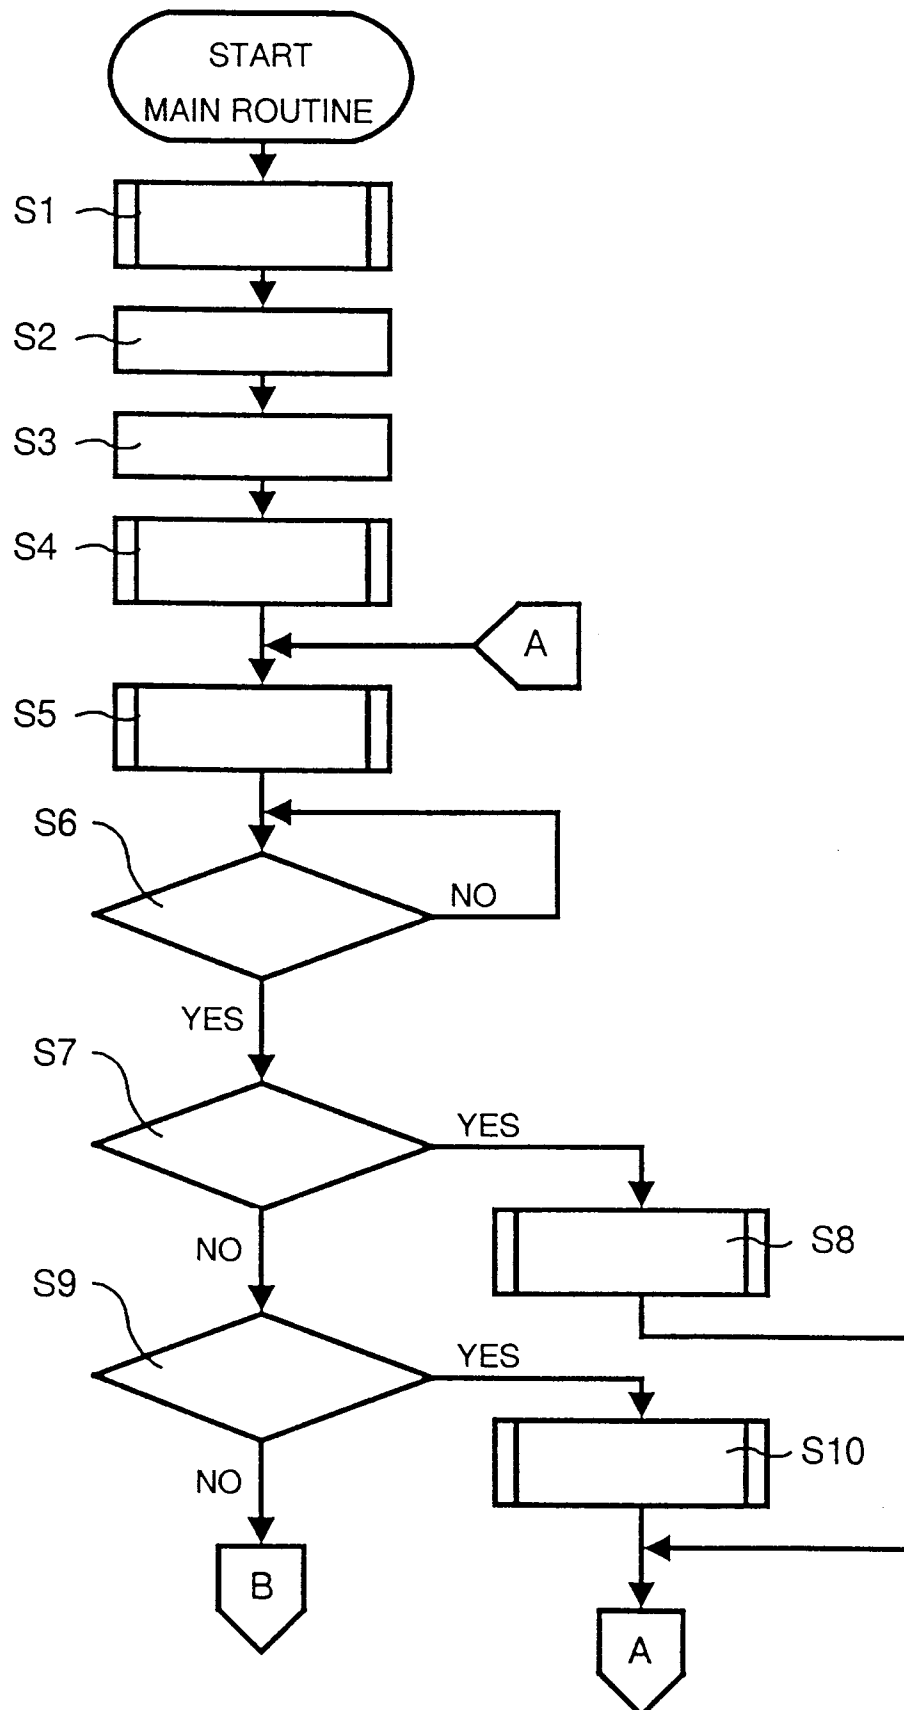 START
MAIN ROUTINE
S1
S2
S3
S4
A
S5
S6
NO
YES
S7
YES
S8
NO
S9
YES
S10
NO
B
A